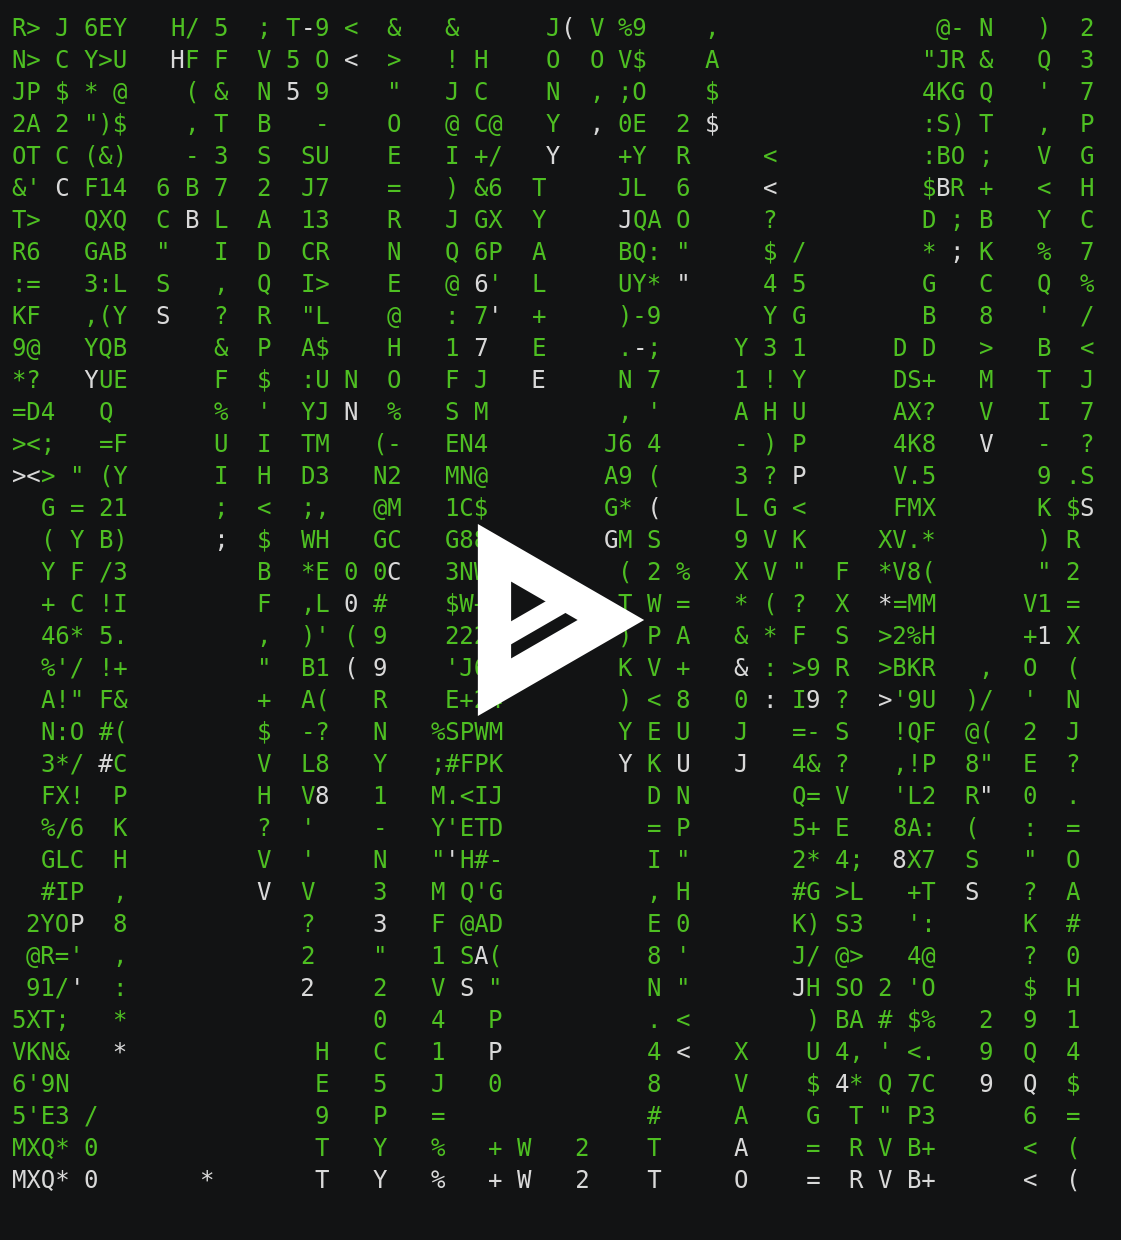 R> J 6EY   H/ 5  ; T-9 <  &   &      J( V %9    ,               @- N   )  2
N> C Y>U   HF F  V 5 O <  >   ! H    O  O V$    A              "JR &   Q  3
JP $ * @    ( &  N 5 9    "   J C    N  , ;O    $              4KG Q   '  7
2A 2 ")$    , T  B   -    O   @ C@   Y  , 0E  2 $              :S) T   ,  P
OT C (&)    - 3  S  SU    E   I +/   Y    +Y  R     <          :BO ;   V  G
&' C F14  6 B 7  2  J7    =   ) &6  T     JL  6     <          $BR +   <  H
T>   QXQ  C B L  A  13    R   J GX  Y     JQA O     ?          D ; B   Y  C
R6   GAB  "   I  D  CR    N   Q 6P  A     BQ: "     $ /        * ; K   %  7
:=   3:L  S   ,  Q  I>    E   @ 6'  L     UY* "     4 5        G   C   Q  %
KF   ,(Y  S   ?  R  "L    @   : 7'  +     )-9       Y G        B   8   '  /
9@   YQB      &  P  A$    H   1 7   E     .-;     Y 3 1      D D   >   B  <
*?   YUE      F  $  :U N  O   F J   E     N 7     1 ! Y      DS+   M   T  J
=D4   Q       %  '  YJ N  %   S M         , '     A H U      AX?   V   I  7
><;   =F      U  I  TM   (-   EN4        J6 4     - ) P      4K8   V   -  ?
><> " (Y      I  H  D3   N2   MN@        A9 (     3 ? P      V.5       9 .S
  G = 21      ;  <  ;,   @M   1C$        G* (     L G <      FMX       K $S
  ( Y B)      ;  $  WH   GC   G8         GM S     9 V K     XV.*       ) R
  Y F /3         B  *E 0 0C   3N          ( 2 %   X V "  F  *V8(       " 2
  + C !I         F  ,L 0 #    $W          T W =   * ( ?  X  *=MM      V1 =
  46* 5.         ,  )' ( 9    22          ) P A   & * F  S  >2%H      +1 X
  %'/ !+         "  B1 ( 9    'J          K V +   & : >9 R  >BKR   ,  O  (
  A!" F&         +  A(   R    E+          ) < 8   0 : I9 ?  >'9U  )/  '  N
  N:O #(         $  -?   N   %SPWM        Y E U   J   =- S   !QF  @(  2  J
  3*/ #C         V  L8   Y   ;#FPK        Y K U   J   4& ?   ,!P  8"  E  ?
  FX!  P         H  V8   1   M.<IJ          D N       Q= V   'L2  R"  0  .
  %/6  K         ?  '    -   Y'ETD          = P       5+ E   8A:  (   :  =
  GLC  H         V  '    N   "'H#-          I "       2* 4;  8X7  S   "  O
  #IP  ,         V  V    3   M Q'G          , H       #G >L   +T  S   ?  A
 2YOP  8            ?    3   F @AD          E 0       K) S3   ':      K  #
 @R='  ,            2    "   1 SA(          8 '       J/ @>   4@      ?  0
 91/'  :            2    2   V S "          N "       JH SO 2 'O      $  H
5XT;   *                 0   4   P          . <        ) BA # $%   2  9  1
VKN&   *             H   C   1   P          4 <   X    U 4, ' <.   9  Q  4
6'9N                 E   5   J   0          8     V    $ 4* Q 7C   9  Q  $
5'E3 /               9   P   =              #     A    G  T " P3      6  =
MXQ* 0               T   Y   %   + W   2    T     A    =  R V B+      <  (
MXQ* 0       *       T   Y   %   + W   2    T     O    =  R V B+      <  (